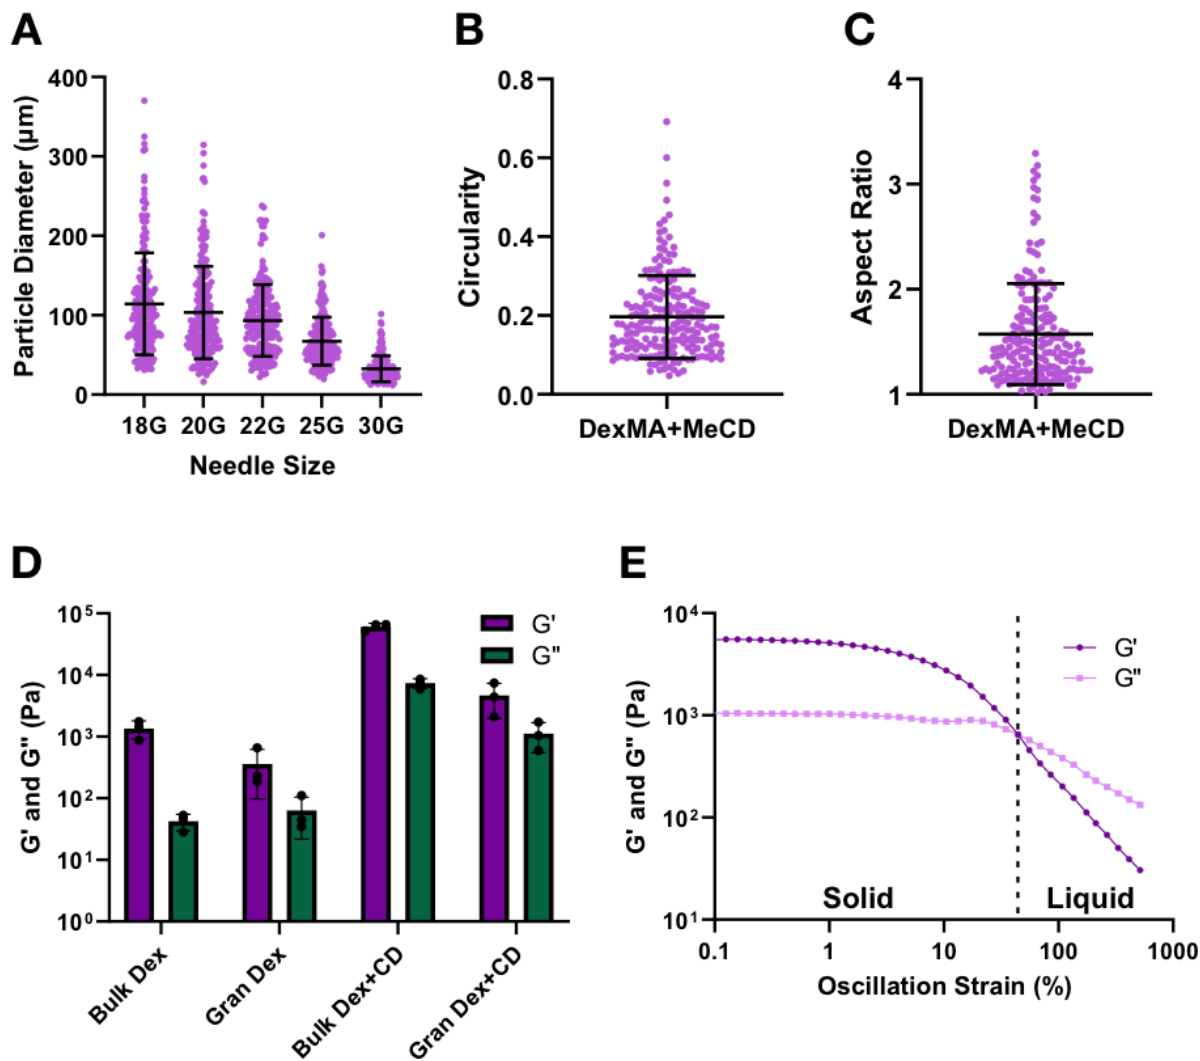 A
Particle Diameter (µm)
400
300
200
100
0
18G 20G 22G 25G 30G
Needle Size
B
Circularity
0.8
0.6
0.4
0.2
0.0
DexMA+MeCD
C
Aspect Ratio
4
3
2
1
DexMA+MeCD
D
G' and G" (Pa)
10⁵
10⁴
10³
10²
10¹
10⁰
G'
G"
Bulk Dex
Gran Dex
Bulk Dex+CD
Gran Dex+CD
E
G' and G" (Pa)
10⁴
10³
10²
10¹
G'
G"
Solid Liquid
0.1 1 10 100 1000
Oscillation Strain (%)